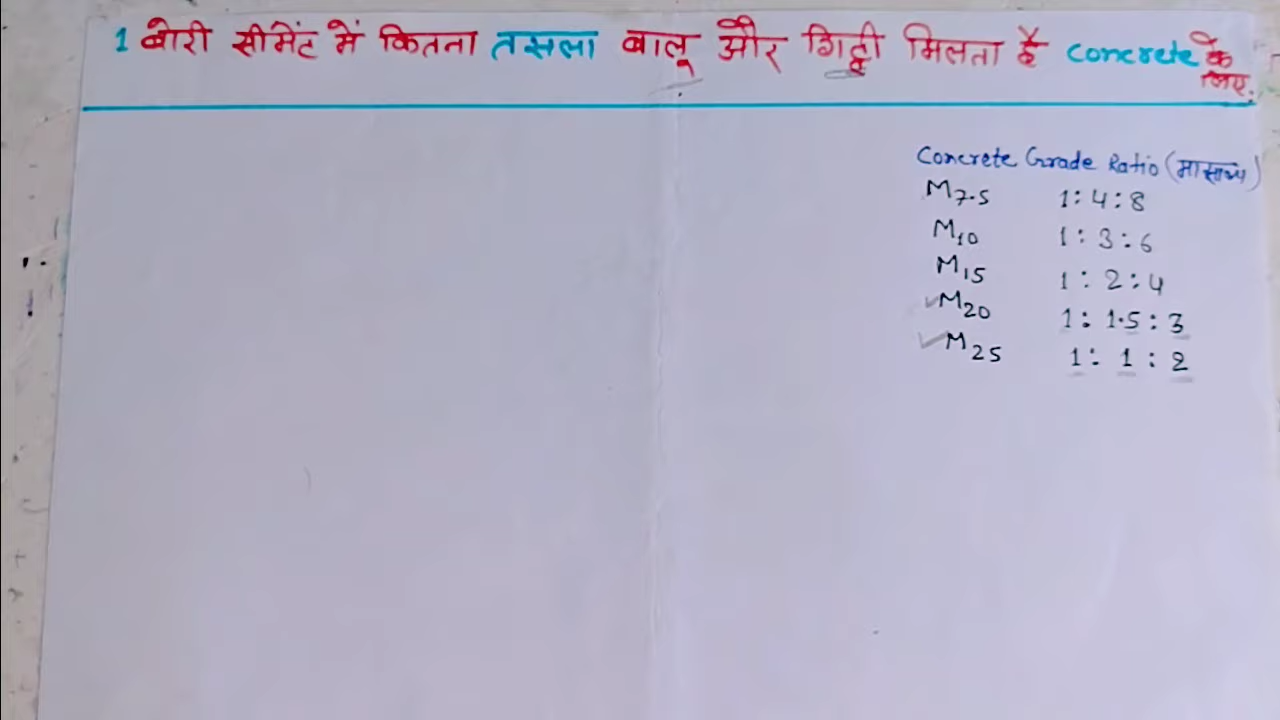 1 बोरी सीमेंट में कितना तसला बालू और गिट्टी मिलता है concrete के लिए.
Concrete Grade Ratio (मसाला)
M7.5 1:4:8
M10 1:3:6
M15 1:2:4
M20 1:1.5:3
M25 1:1:2